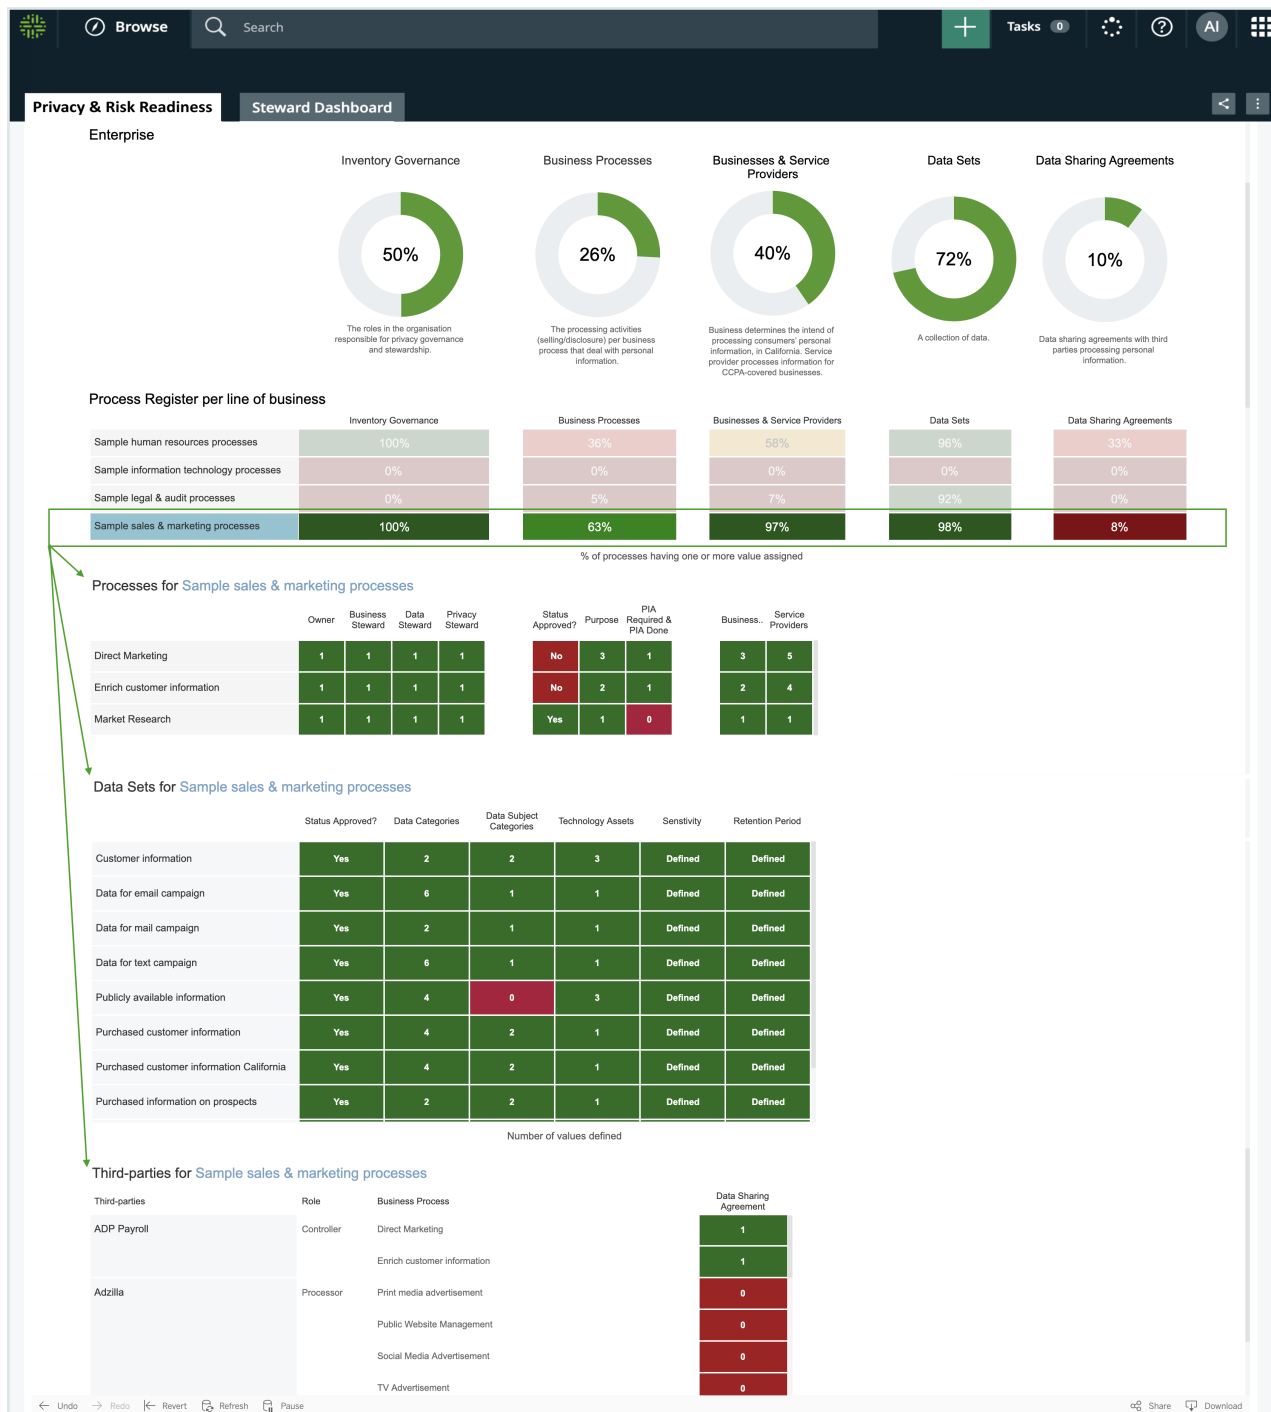 Browse
Search
Tasks 0
AI
Privacy & Risk Readiness
Steward Dashboard
Enterprise
Inventory Governance
Business Processes
Businesses & Service
Providers
Data Sets
Data Sharing Agreements
50%
26%
40%
72%
10%
The roles in the organisation
responsible for privacy governance
and stewardship.
The processing activities
(selling/disclosure) per business
process that deal with personal
information.
Business determines the intend of
processing consumers' personal
information, in California. Service
provider processes information for
CCPA-covered businesses.
A collection of data.
Data sharing agreements with third
parties processing personal
information.
Process Register per line of business
Inventory Governance Business Processes Businesses & Service Providers Data Sets Data Sharing Agreements
Sample human resources processes 100% 36% 58% 96% 33%
Sample information technology processes 0% 0% 0% 0% 0%
Sample legal & audit processes 0% 5% 7% 92% 0%
Sample sales & marketing processes 100% 63% 97% 98% 8%
% of processes having one or more value assigned
Processes for Sample sales & marketing processes
Owner
Business
Steward
Data
Steward
Privacy
Steward
Status
Approved?
Purpose
PIA
Required &
PIA Done
Business..
Service
Providers
Direct Marketing 1 1 1 1 No 3 1 3 5
Enrich customer information 1 1 1 1 No 2 1 2 4
Market Research 1 1 1 1 Yes 1 0 1 1
Data Sets for Sample sales & marketing processes
Status Approved?
Data Categories
Data Subject
Categories
Technology Assets
Senstivity
Retention Period
Customer information Yes 2 2 3 Defined Defined
Data for email campaign Yes 6 1 1 Defined Defined
Data for mail campaign Yes 2 1 1 Defined Defined
Data for text campaign Yes 6 1 1 Defined Defined
Publicly available information Yes 4 0 3 Defined Defined
Purchased customer information Yes 4 2 1 Defined Defined
Purchased customer information California Yes 4 2 1 Defined Defined
Purchased information on prospects Yes 2 2 1 Defined Defined
Number of values defined
Third-parties for Sample sales & marketing processes
Third-parties
Role
Business Process
Data Sharing
Agreement
ADP Payroll Controller Direct Marketing 1
Enrich customer information 1
Adzilla Processor Print media advertisement 0
Public Website Management 0
Social Media Advertisement 0
TV Advertisement 0
Undo Redo Revert Refresh Pause Share Download